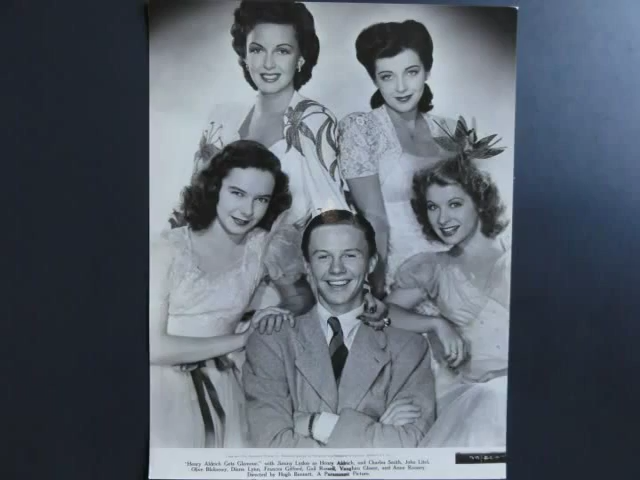 "Henry Aldrich Gets Glamour," with Jimmy Lydon as Henry Aldrich, and Charles Smith, John Litel,
Olive Blakeney, Diana Lynn, Frances Gifford, Gail Russell, Vaughan Glaser, and Anne Rooney.
Directed by Hugh Bennett. A Paramount Picture.